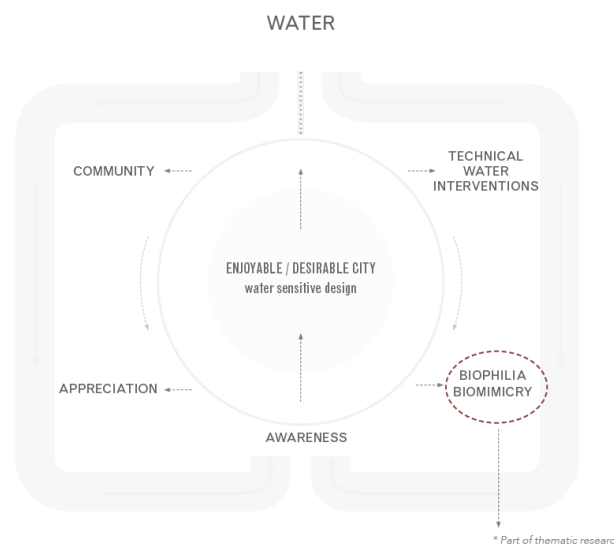 WATER
COMMUNITY
TECHNICAL
WATER
INTERVENTIONS
ENJOYABLE / DESIRABLE CITY
water sensitive design
APPRECIATION
BIOPHILIA
BIOMIMICRY
AWARENESS
* Part of thematic researc